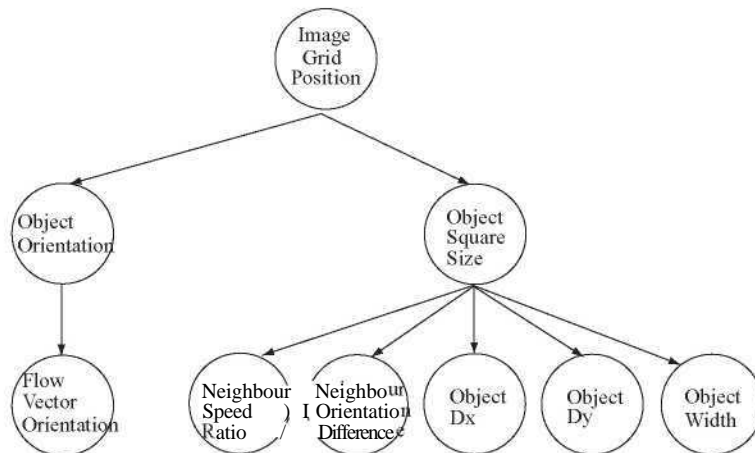 Image
Grid
Position
Object
Orientation
Object
Square
Size
Flow
Vector
Orientation
Neighbour
Speed
Ratio
Neighbour
Orientation
Difference
Object
Dx
Object
Dy
Object
Width